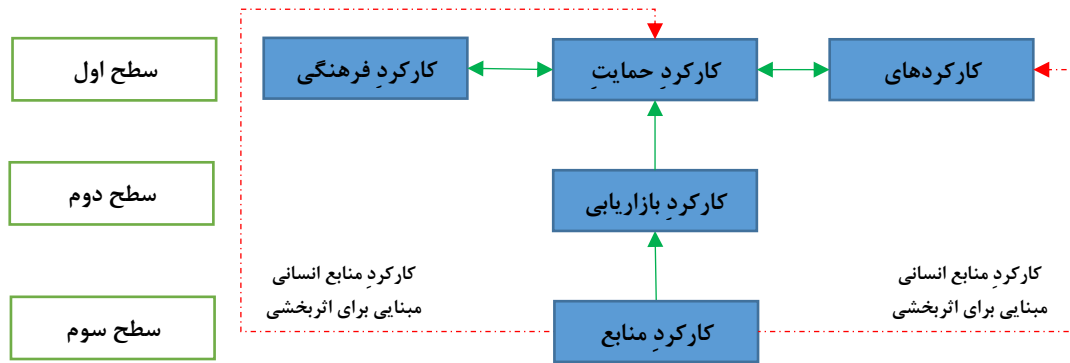 سطح اول
کارکردِ فرهنگی
کارکردِ حمایتِ
کارکردهای
سطح دوم
کارکردِ بازاریابی
کارکردِ منابع انسانی
مبنایی برای اثربخشی
کارکردِ منابع انسانی
مبنایی برای اثربخشی
سطح سوم
کارکردِ منابع